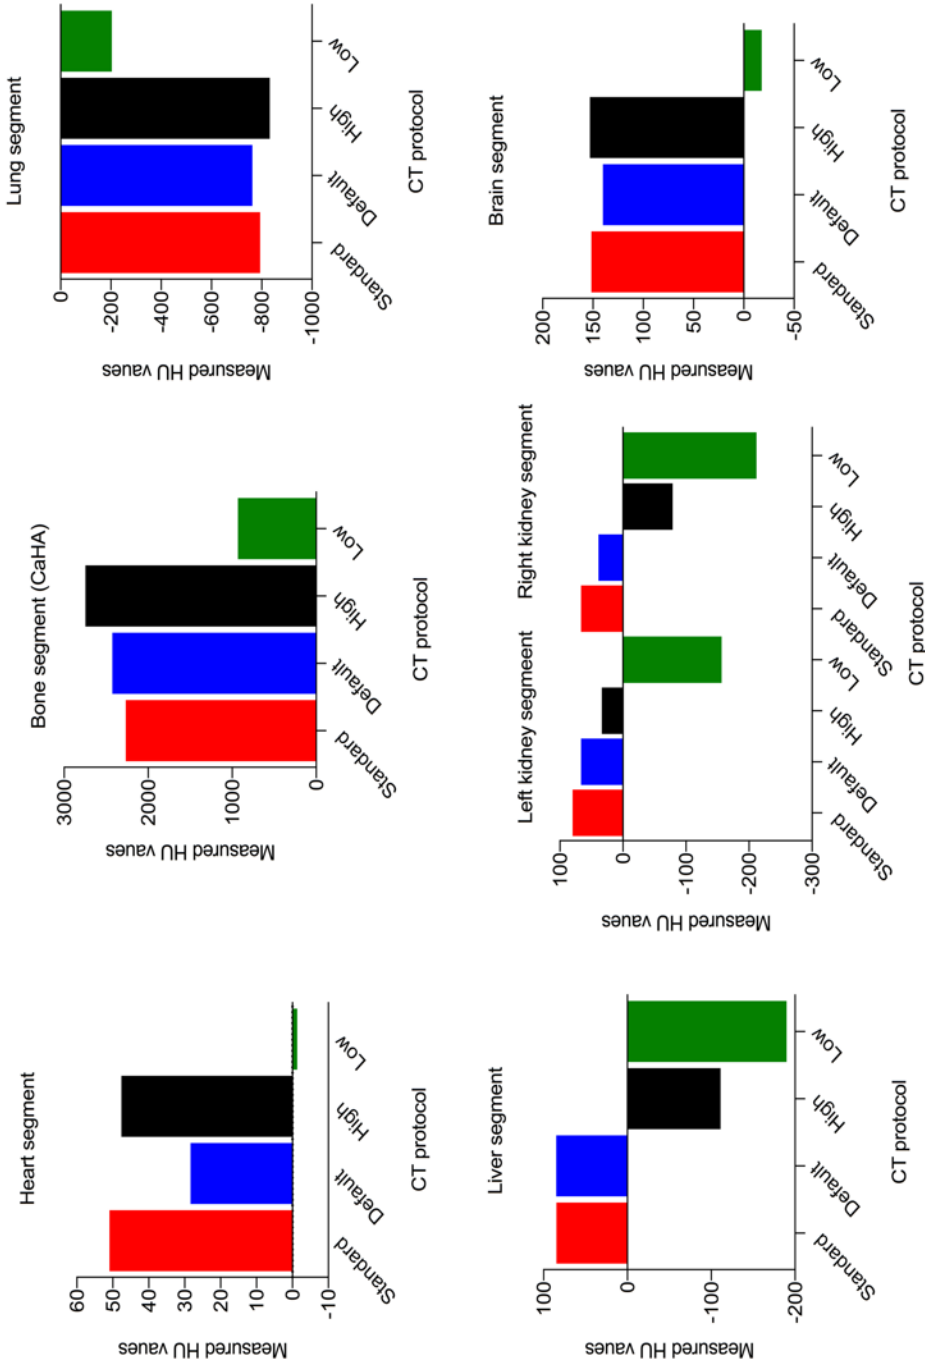 Heart segment
Measured HU vaues
60
50
40
30
20
10
0
-10
Standard
Default
High
Low
CT protocol
Bone segment (CaHA)
Measured HU vaues
3000
2000
1000
0
Standard
Default
High
Low
CT protocol
Lung segment
Measured HU vaues
0
-200
-400
-600
-800
-1000
Standard
Default
High
Low
CT protocol
Liver segment
Measured HU vaues
100
0
-100
-200
Standard
Default
High
Low
CT protocol
Left kidney segmeent
Right kidney segment
Measured HU vaues
100
0
-100
-200
-300
Standard
Default
High
Low
Standard
Default
High
Low
CT protocol
Brain segment
Measured HU vaues
200
150
100
50
0
-50
Standard
Default
High
Low
CT protocol